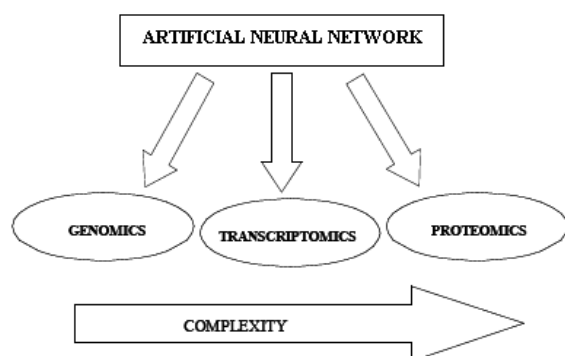 ARTIFICIAL NEURAL NETWORK
GENOMICS
TRANSCRIPTOMICS
PROTEOMICS
COMPLEXITY